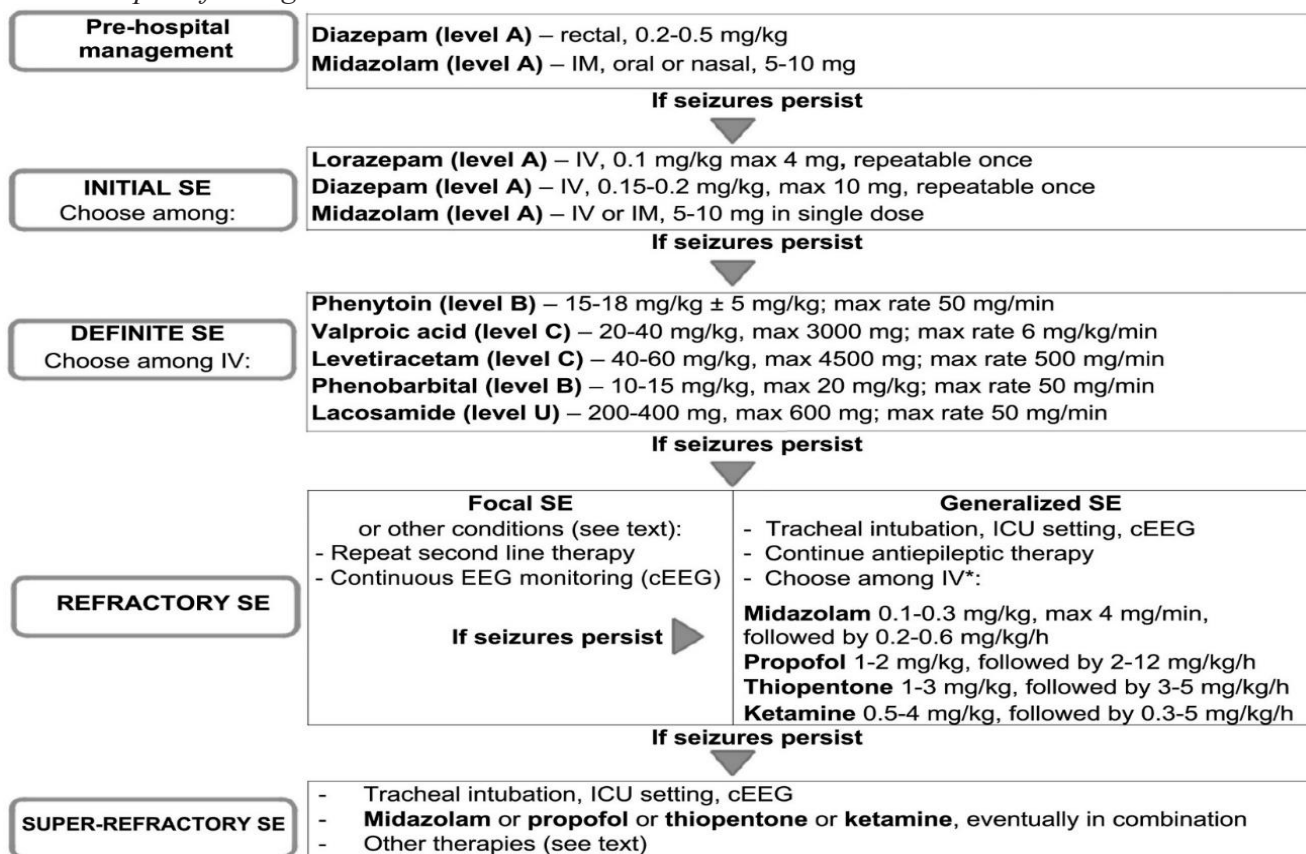 Pre-hospital
management
Diazepam (level A) – rectal, 0.2-0.5 mg/kg
Midazolam (level A) – IM, oral or nasal, 5-10 mg
If seizures persist
INITIAL SE
Choose among:
Lorazepam (level A) – IV, 0.1 mg/kg max 4 mg, repeatable once
Diazepam (level A) – IV, 0.15-0.2 mg/kg, max 10 mg, repeatable once
Midazolam (level A) – IV or IM, 5-10 mg in single dose
If seizures persist
DEFINITE SE
Choose among IV:
Phenytoin (level B) – 15-18 mg/kg ± 5 mg/kg; max rate 50 mg/min
Valproic acid (level C) – 20-40 mg/kg, max 3000 mg; max rate 6 mg/kg/min
Levetiracetam (level C) – 40-60 mg/kg, max 4500 mg; max rate 500 mg/min
Phenobarbital (level B) – 10-15 mg/kg, max 20 mg/kg; max rate 50 mg/min
Lacosamide (level U) – 200-400 mg, max 600 mg; max rate 50 mg/min
If seizures persist
REFRACTORY SE
Focal SE
or other conditions (see text):
- Repeat second line therapy
- Continuous EEG monitoring (cEEG)
If seizures persist
Generalized SE
- Tracheal intubation, ICU setting, cEEG
- Continue antiepileptic therapy
- Choose among IV*:
Midazolam 0.1-0.3 mg/kg, max 4 mg/min,
followed by 0.2-0.6 mg/kg/h
Propofol 1-2 mg/kg, followed by 2-12 mg/kg/h
Thiopentone 1-3 mg/kg, followed by 3-5 mg/kg/h
Ketamine 0.5-4 mg/kg, followed by 0.3-5 mg/kg/h
If seizures persist
SUPER-REFRACTORY SE
- Tracheal intubation, ICU setting, cEEG
- Midazolam or propofol or thiopentone or ketamine, eventually in combination
- Other therapies (see text)